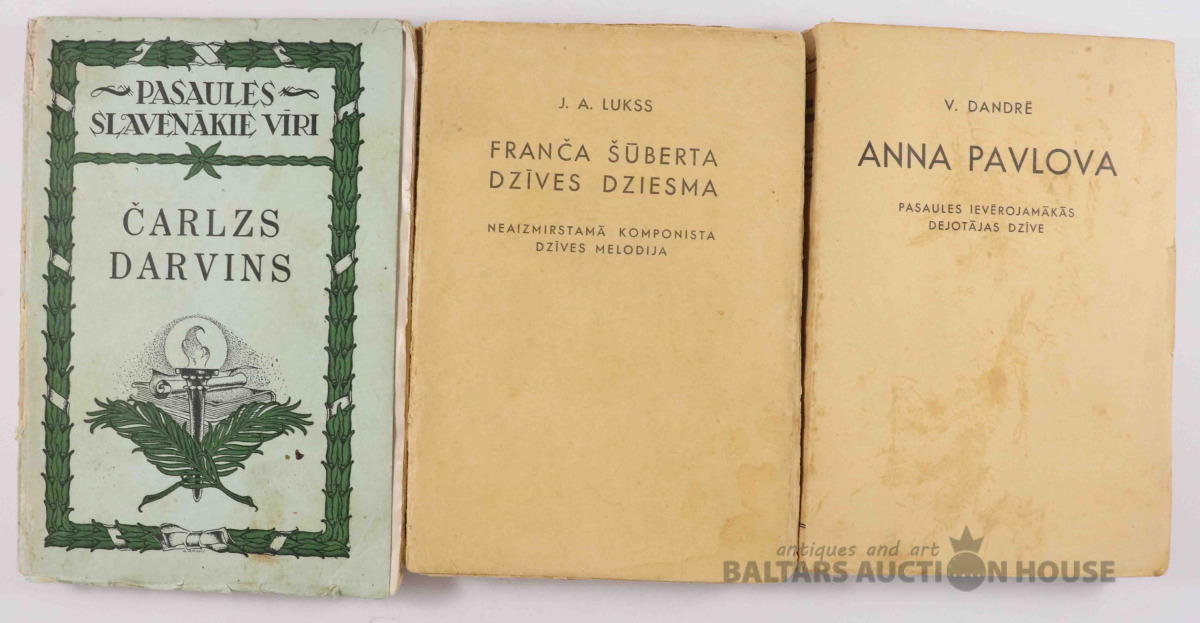 PASAULES
SLAVENĀKIE VĪRI
ČARLZS
DARVINS
J. A. LUKSS
FRANČA ŠŪBERTA
DZĪVES DZIESMA
NEAIZMIRSTAMĀ KOMPONISTA
DZĪVES MELODIJA
V. DANDRĒ
ANNA PAVLOVA
PASAULES IEVĒROJAMĀKĀS
DEJOTĀJAS DZĪVE
antiques and art
BALTARS AUCTION HOUSE